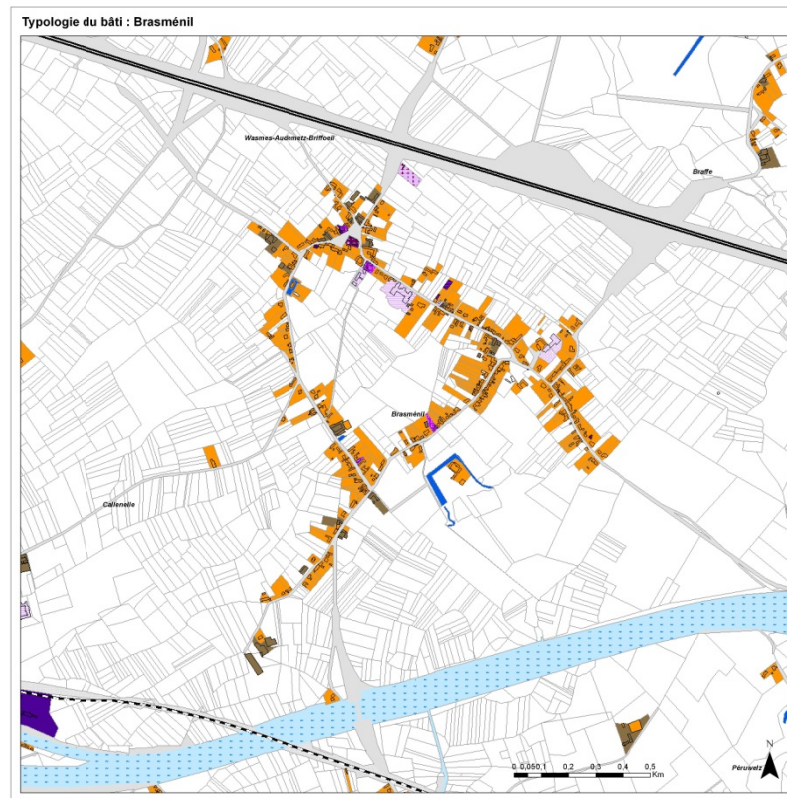 Typologie du bâti : Brasménil
Wasmes-Audemetz-Briffoeil
Braffe
Brasménil
Callenelle
N
0 0,050,1 0,2 0,3 0,4 0,5
Km
Péruwelz